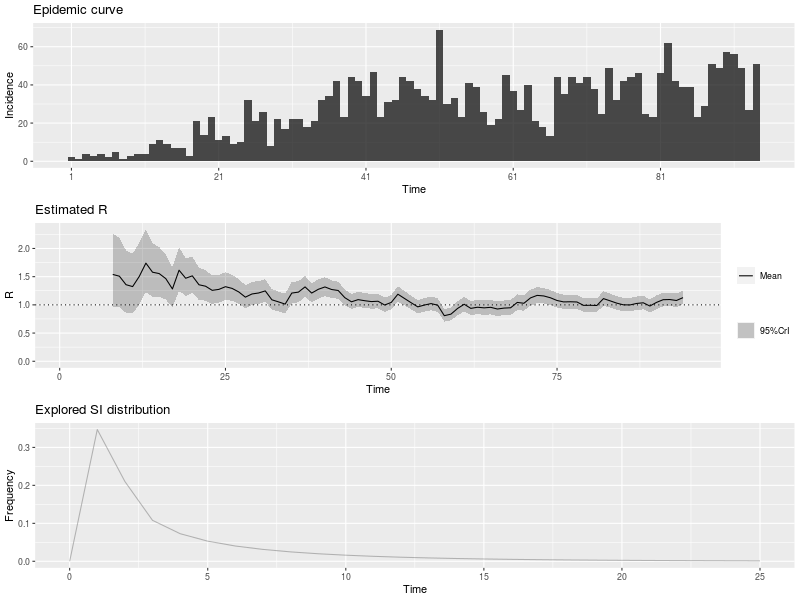 Epidemic curve
Incidence
60
40
20
0
1
21
41
61
81
Time
Estimated R
R
2.0
1.5
1.0
0.5
0.0
0
25
50
75
Time
Mean
95%CrI
Explored SI distribution
Frequency
0.3
0.2
0.1
0.0
0
5
10
15
20
25
Time